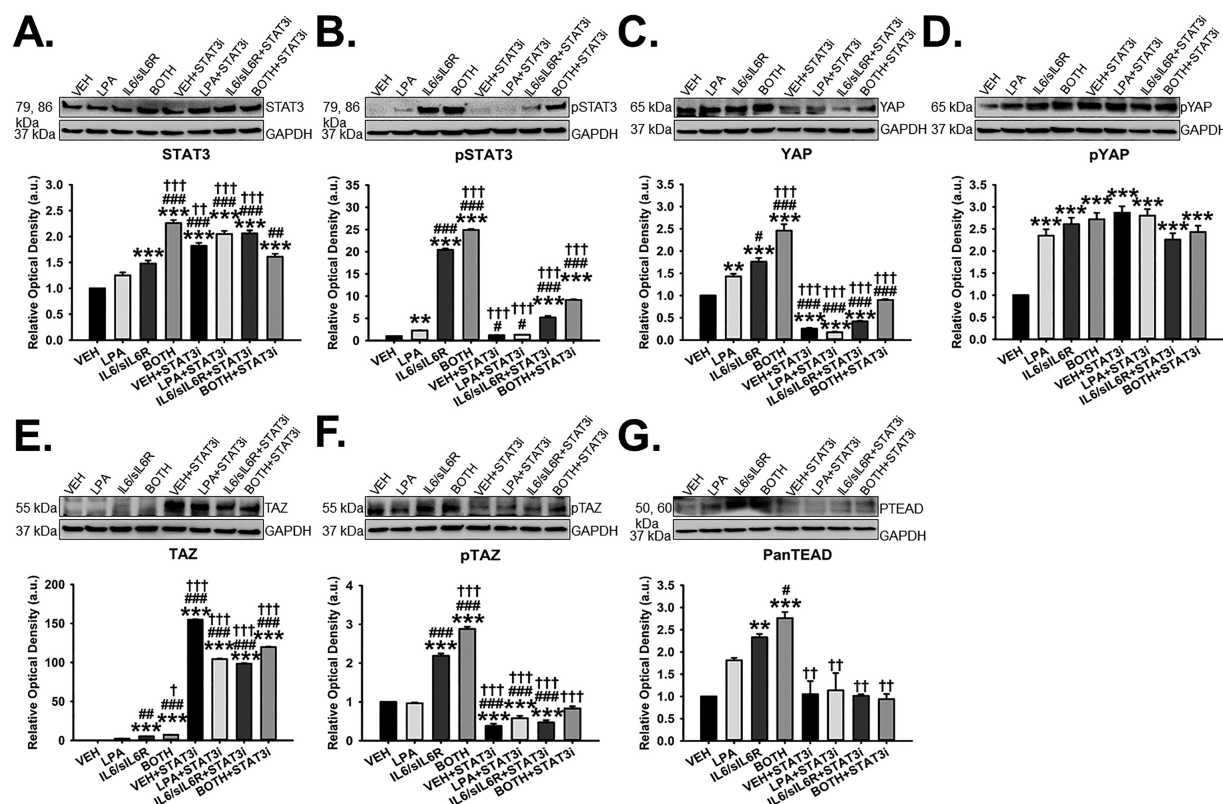 A.
VEH
LPA
IL6/sIL6R
BOTH
VEH+STAT3i
LPA+STAT3i
IL6/sIL6R+STAT3i
BOTH+STAT3i
79, 86
kDa
STAT3
37 kDa
GAPDH
STAT3
Relative Optical Density (a.u.)
3.0
2.5
2.0
1.5
1.0
0.5
0.0
***
††† ### ***
†† ### ***
††† ### ***
††† ### ***
## ***
VEH
LPA
IL6/sIL6R
BOTH
VEH+STAT3i
LPA+STAT3i
IL6/sIL6R+STAT3i
BOTH+STAT3i
B.
VEH
LPA
IL6/sIL6R
BOTH
VEH+STAT3i
LPA+STAT3i
IL6/sIL6R+STAT3i
BOTH+STAT3i
79, 86
kDa
pSTAT3
37 kDa
GAPDH
pSTAT3
Relative Optical Density (a.u.)
35
25
15
10
5
0
**
### ***
††† ### ***
††† #
††† #
††† ### ***
††† ### ***
VEH
LPA
IL6/sIL6R
BOTH
VEH+STAT3i
LPA+STAT3i
IL6/sIL6R+STAT3i
BOTH+STAT3i
C.
VEH
LPA
IL6/sIL6R
BOTH
VEH+STAT3i
LPA+STAT3i
IL6/sIL6R+STAT3i
BOTH+STAT3i
65 kDa
YAP
37 kDa
GAPDH
YAP
Relative Optical Density (a.u.)
3.5
3.0
2.5
2.0
1.5
1.0
0.5
0.0
**
# ***
††† ### ***
††† ### ***
††† ### ***
††† ### ***
††† ###
VEH
LPA
IL6/sIL6R
BOTH
VEH+STAT3i
LPA+STAT3i
IL6/sIL6R+STAT3i
BOTH+STAT3i
D.
VEH
LPA
IL6/sIL6R
BOTH
VEH+STAT3i
LPA+STAT3i
IL6/sIL6R+STAT3i
BOTH+STAT3i
65 kDa
pYAP
37 kDa
GAPDH
pYAP
Relative Optical Density (a.u.)
3.5
3.0
2.5
2.0
1.5
1.0
0.5
0.0
***
***
***
***
***
***
***
VEH
LPA
IL6/sIL6R
BOTH
VEH+STAT3i
LPA+STAT3i
IL6/sIL6R+STAT3i
BOTH+STAT3i
E.
VEH
LPA
IL6/sIL6R
BOTH
VEH+STAT3i
LPA+STAT3i
IL6/sIL6R+STAT3i
BOTH+STAT3i
55 kDa
TAZ
37 kDa
GAPDH
TAZ
Relative Optical Density (a.u.)
200
150
100
50
0
## ***
† ### ***
††† ### ***
††† ### ***
††† ### ***
††† ### ***
VEH
LPA
IL6/sIL6R
BOTH
VEH+STAT3i
LPA+STAT3i
IL6/sIL6R+STAT3i
BOTH+STAT3i
F.
VEH
LPA
IL6/sIL6R
BOTH
VEH+STAT3i
LPA+STAT3i
IL6/sIL6R+STAT3i
BOTH+STAT3i
55 kDa
pTAZ
37 kDa
GAPDH
pTAZ
Relative Optical Density (a.u.)
4
3
2
1
0
### ***
††† ### ***
††† ### ***
††† ### ***
††† ### ***
†††
VEH
LPA
IL6/sIL6R
BOTH
VEH+STAT3i
LPA+STAT3i
IL6/sIL6R+STAT3i
BOTH+STAT3i
G.
VEH
LPA
IL6/sIL6R
BOTH
VEH+STAT3i
LPA+STAT3i
IL6/sIL6R+STAT3i
BOTH+STAT3i
50, 60
kDa
PTEAD
37 kDa
GAPDH
PanTEAD
Relative Optical Density (a.u.)
3.5
3.0
2.5
2.0
1.5
1.0
0.5
0.0
**
# ***
††
††
††
††
VEH
LPA
IL6/sIL6R
BOTH
VEH+STAT3i
LPA+STAT3i
IL6/sIL6R+STAT3i
BOTH+STAT3i